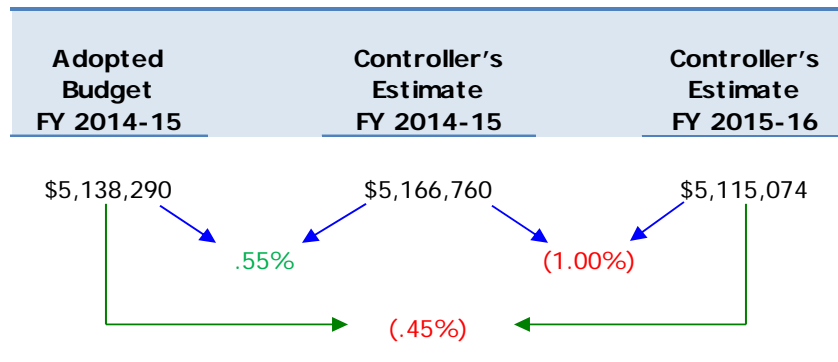 Adopted
Budget
FY 2014-15
Controller's
Estimate
FY 2014-15
Controller's
Estimate
FY 2015-16
$5,138,290 $5,166,760 $5,115,074
.55% (1.00%)
(.45%)